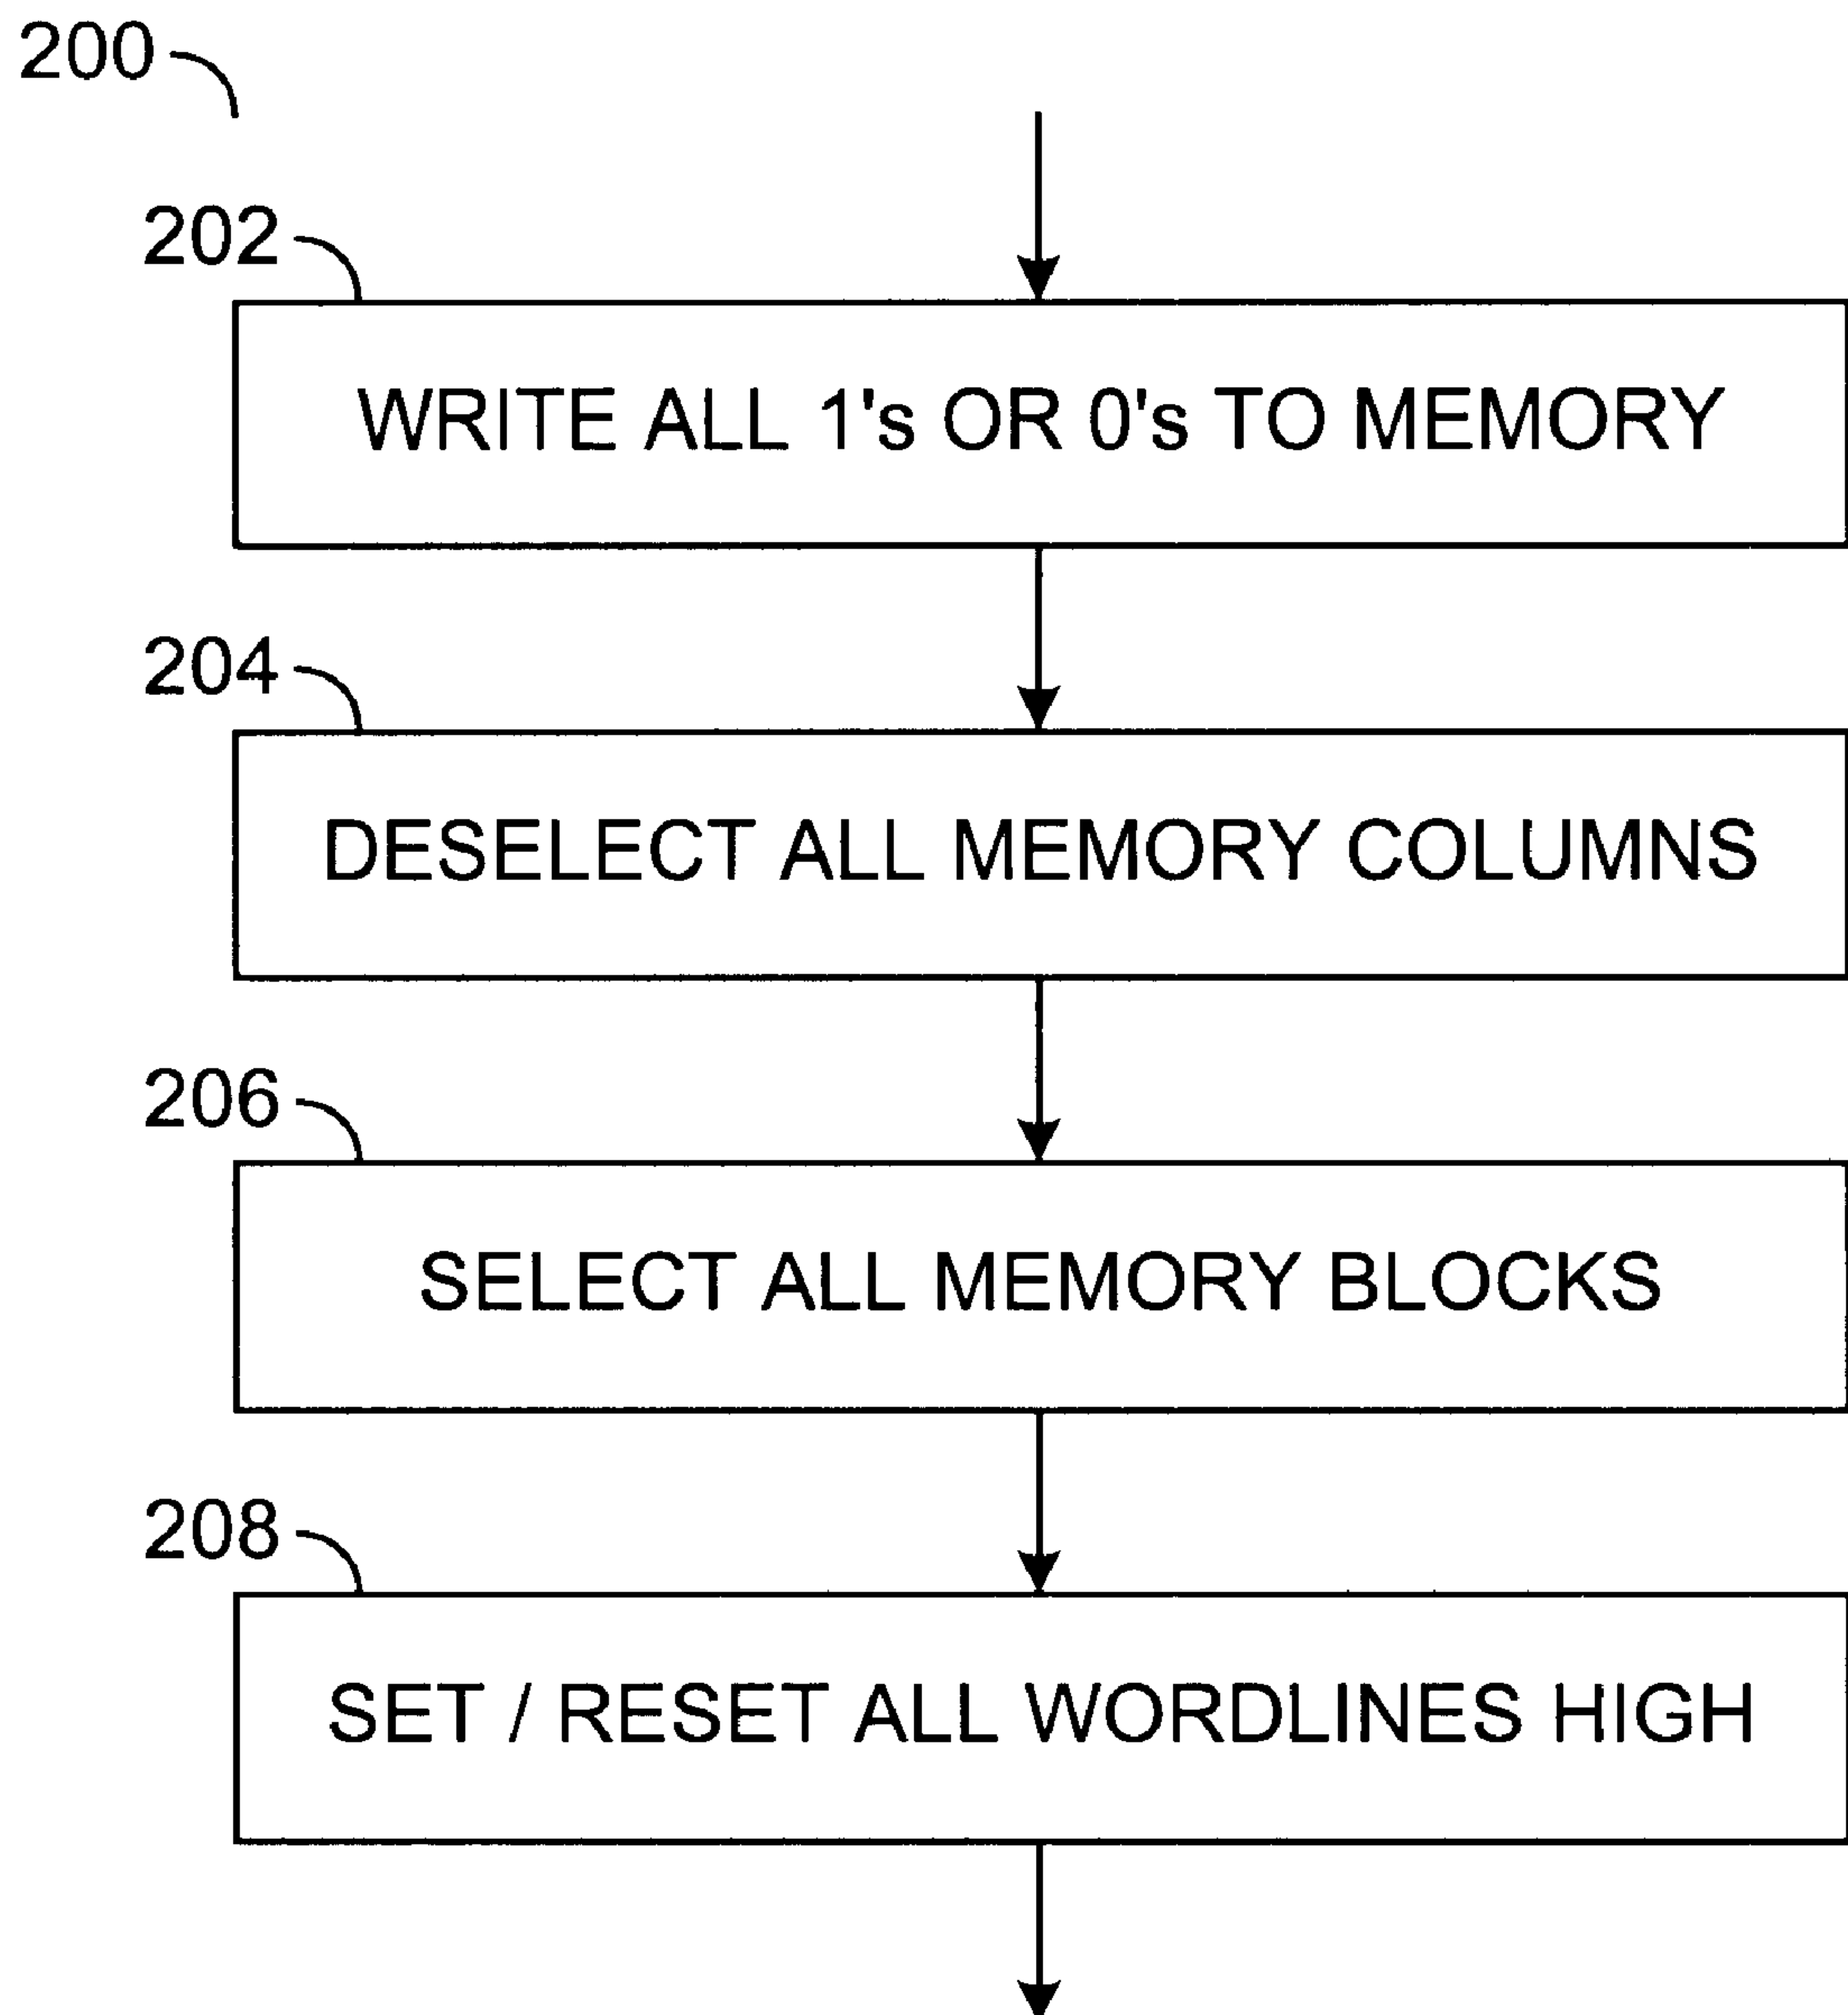 200
202
WRITE ALL 1's OR 0's TO MEMORY
204
DESELECT ALL MEMORY COLUMNS
206
SELECT ALL MEMORY BLOCKS
208
SET / RESET ALL WORDLINES HIGH